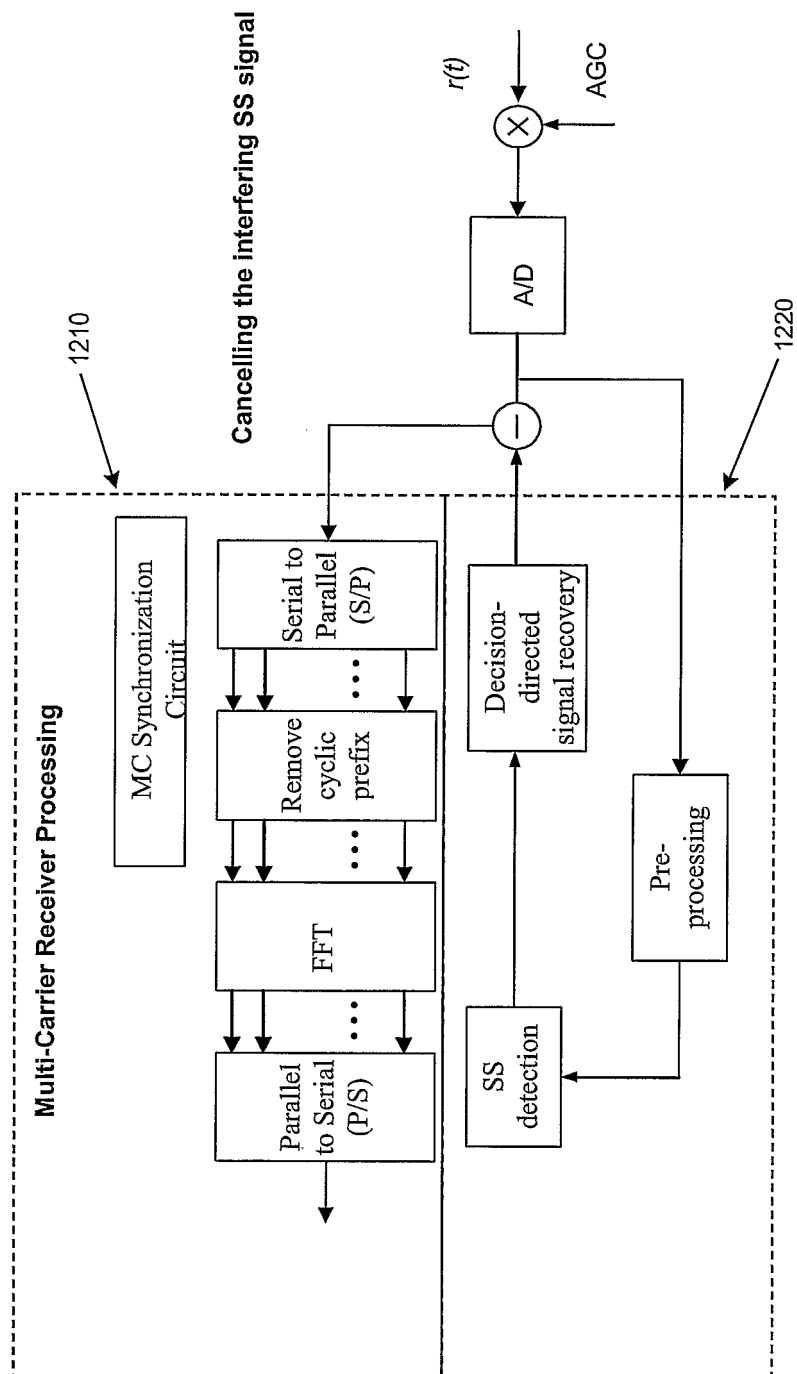 Multi-Carrier Receiver Processing
1210
MC Synchronization
Circuit
Parallel
to Serial
(P/S)
FFT
Remove
cyclic
prefix
Serial to
Parallel
(S/P)
Cancelling the interfering SS signal
SS
detection
Decision-
directed
signal recovery
Pre-
processing
A/D
r(t)
AGC
1220